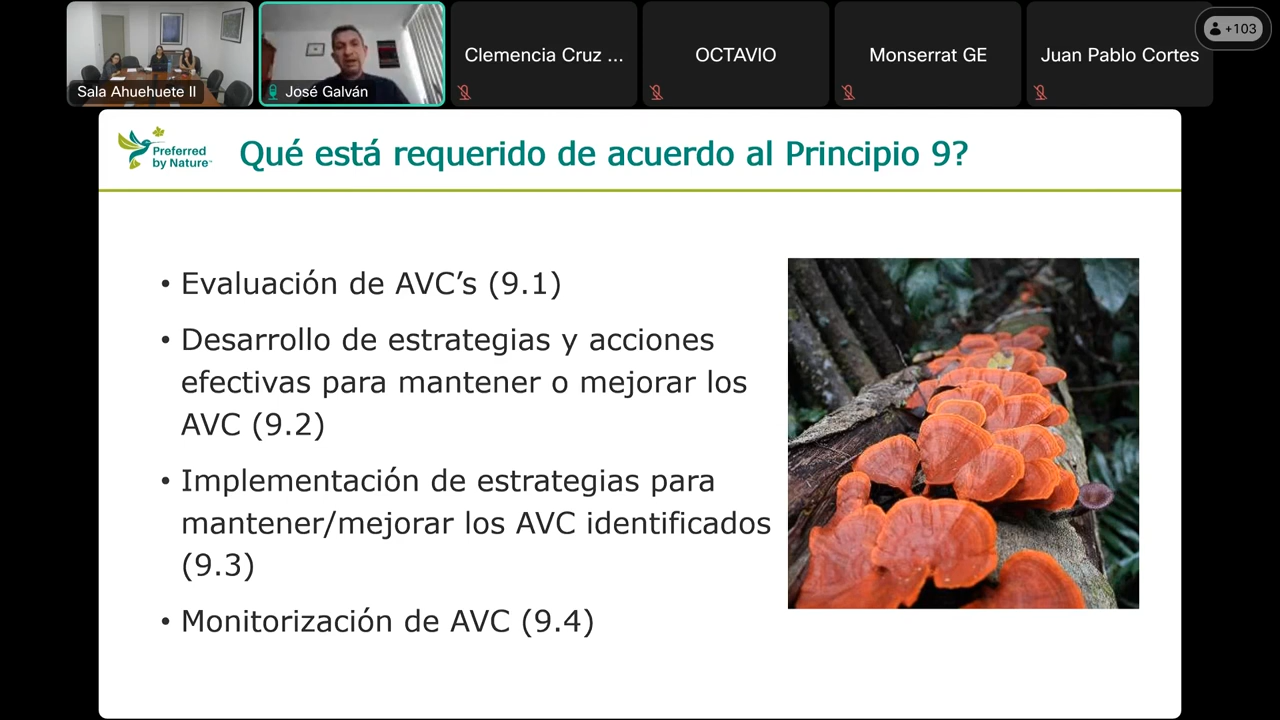 Sala Ahuehuete II
José Galván
Clemencia Cruz ...
OCTAVIO
Monserrat GE
Juan Pablo Cortes
+103
Preferred
by Nature™
Qué está requerido de acuerdo al Principio 9?
• Evaluación de AVC’s (9.1)
• Desarrollo de estrategias y acciones
efectivas para mantener o mejorar los
AVC (9.2)
• Implementación de estrategias para
mantener/mejorar los AVC identificados
(9.3)
• Monitorización de AVC (9.4)